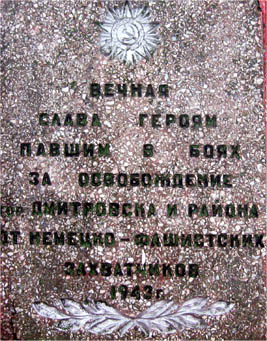 ВЕЧНАЯ
СЛАВА ГЕРОЯМ
ПАВШИМ В БОЯХ
ЗА ОСВОБОЖДЕНИЕ
гор. ДМИТРОВСКА И РАЙОНА
ОТ НЕМЕЦКО-ФАШИСТСКИХ
ЗАХВАТЧИКОВ
1943г.